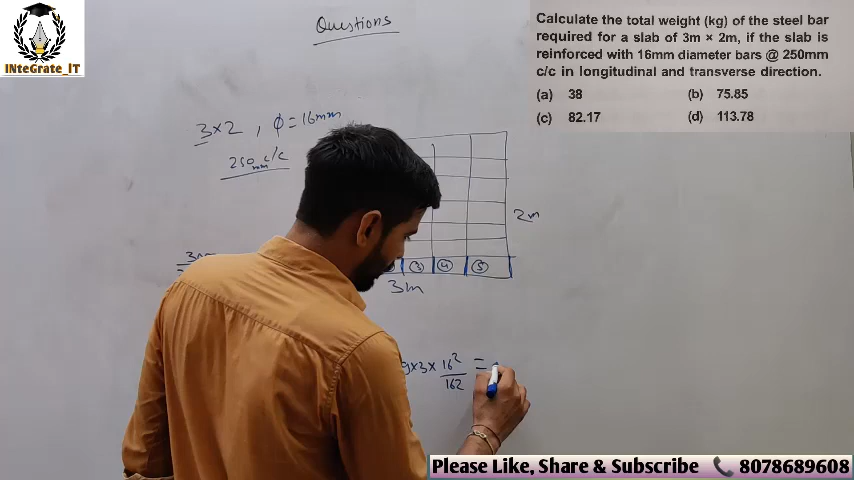 INteGrate_IT
Questions
Calculate the total weight (kg) of the steel bar
required for a slab of 3m × 2m, if the slab is
reinforced with 16mm diameter bars @ 250mm
c/c in longitudinal and transverse direction.
(a) 38 (b) 75.85
(c) 82.17 (d) 113.78
3×2 , ϕ=16mm
250mm c/c
2m
3 4 5
3m
9×3× 16²/162 =
Please Like, Share & Subscribe 8078689608